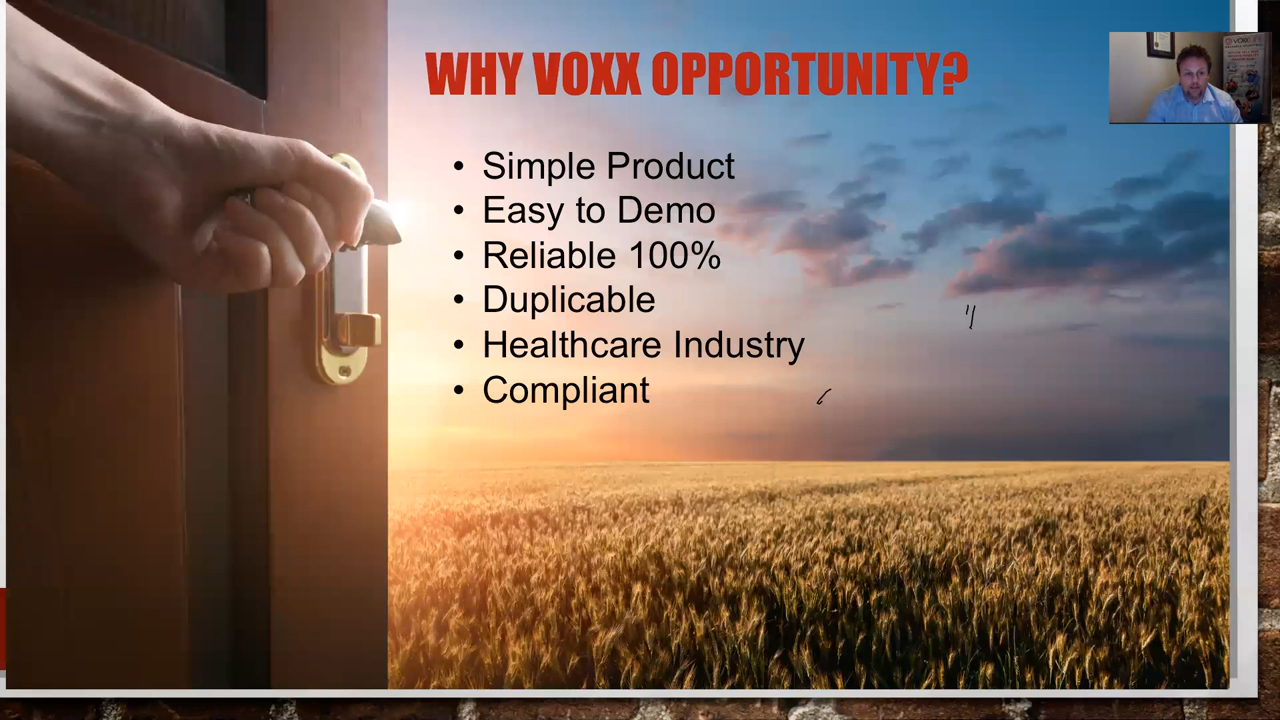 WHY VOXX OPPORTUNITY?
• Simple Product
• Easy to Demo
• Reliable 100%
• Duplicable
• Healthcare Industry
• Compliant